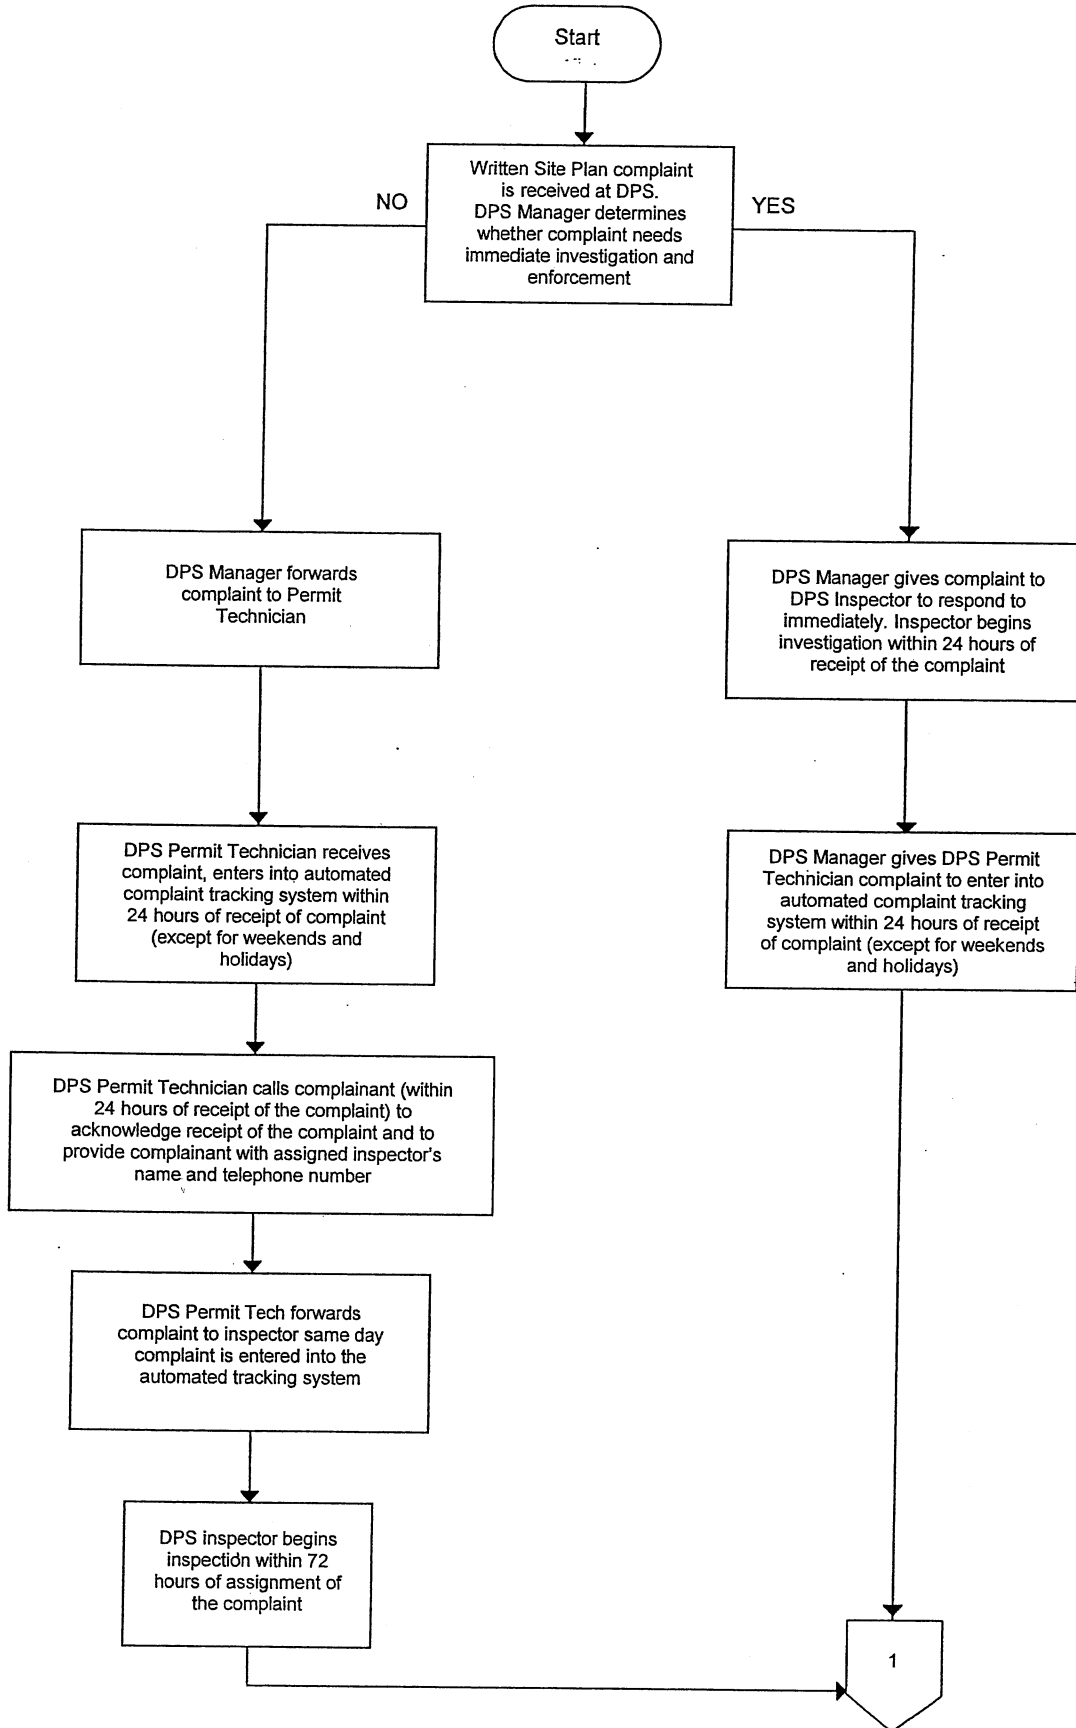 Start
Written Site Plan complaint
is received at DPS.
DPS Manager determines
whether complaint needs
immediate investigation and
enforcement
NO
YES
DPS Manager forwards
complaint to Permit
Technician
DPS Manager gives complaint to
DPS Inspector to respond to
immediately. Inspector begins
investigation within 24 hours of
receipt of the complaint
DPS Permit Technician receives
complaint, enters into automated
complaint tracking system within
24 hours of receipt of complaint
(except for weekends and
holidays)
DPS Manager gives DPS Permit
Technician complaint to enter into
automated complaint tracking
system within 24 hours of receipt
of complaint (except for weekends
and holidays)
DPS Permit Technician calls complainant (within
24 hours of receipt of the complaint) to
acknowledge receipt of the complaint and to
provide complainant with assigned inspector's
name and telephone number
DPS Permit Tech forwards
complaint to inspector same day
complaint is entered into the
automated tracking system
DPS inspector begins
inspection within 72
hours of assignment of
the complaint
1